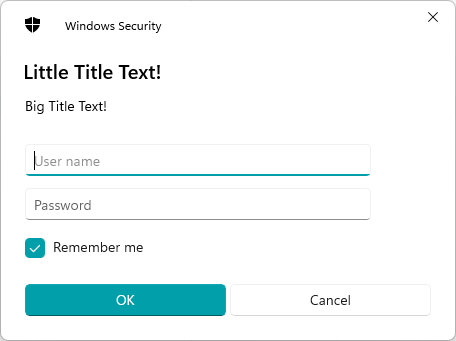 Windows Security
Little Title Text!
Big Title Text!
User name
Password
Remember me
OK
Cancel